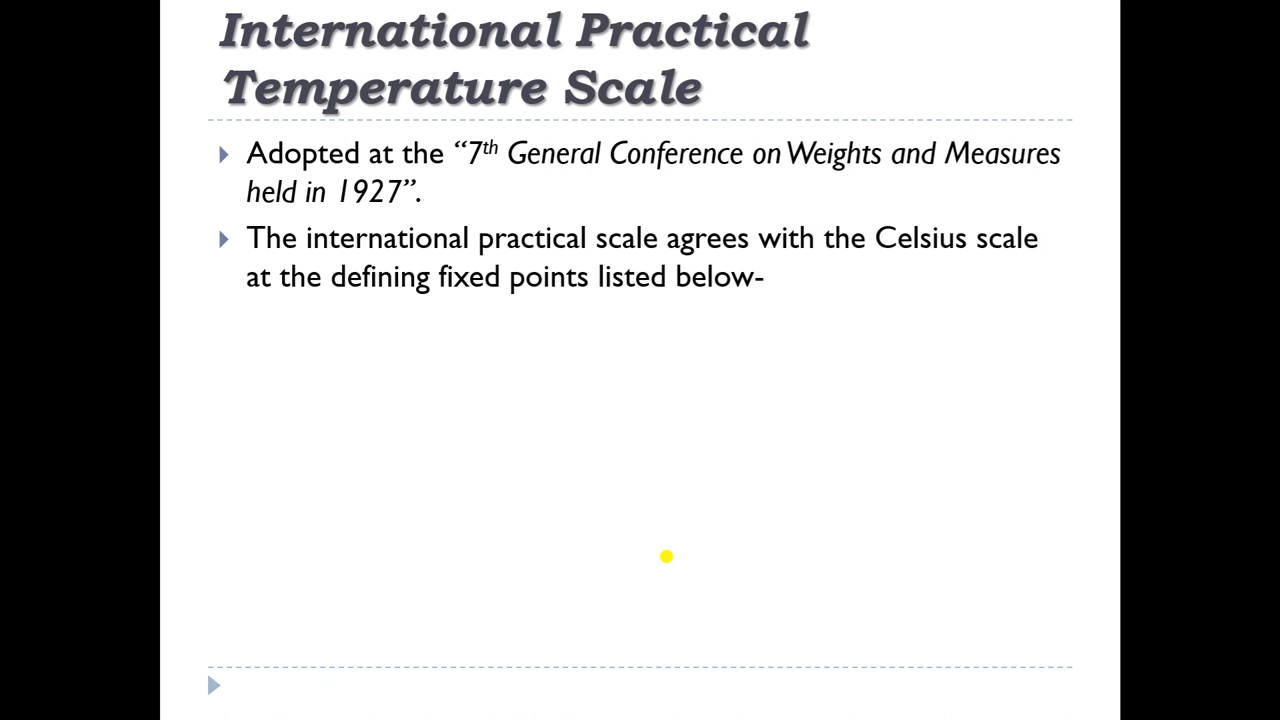 International Practical
Temperature Scale
Adopted at the “7th General Conference on Weights and Measures
held in 1927”.
The international practical scale agrees with the Celsius scale
at the defining fixed points listed below-